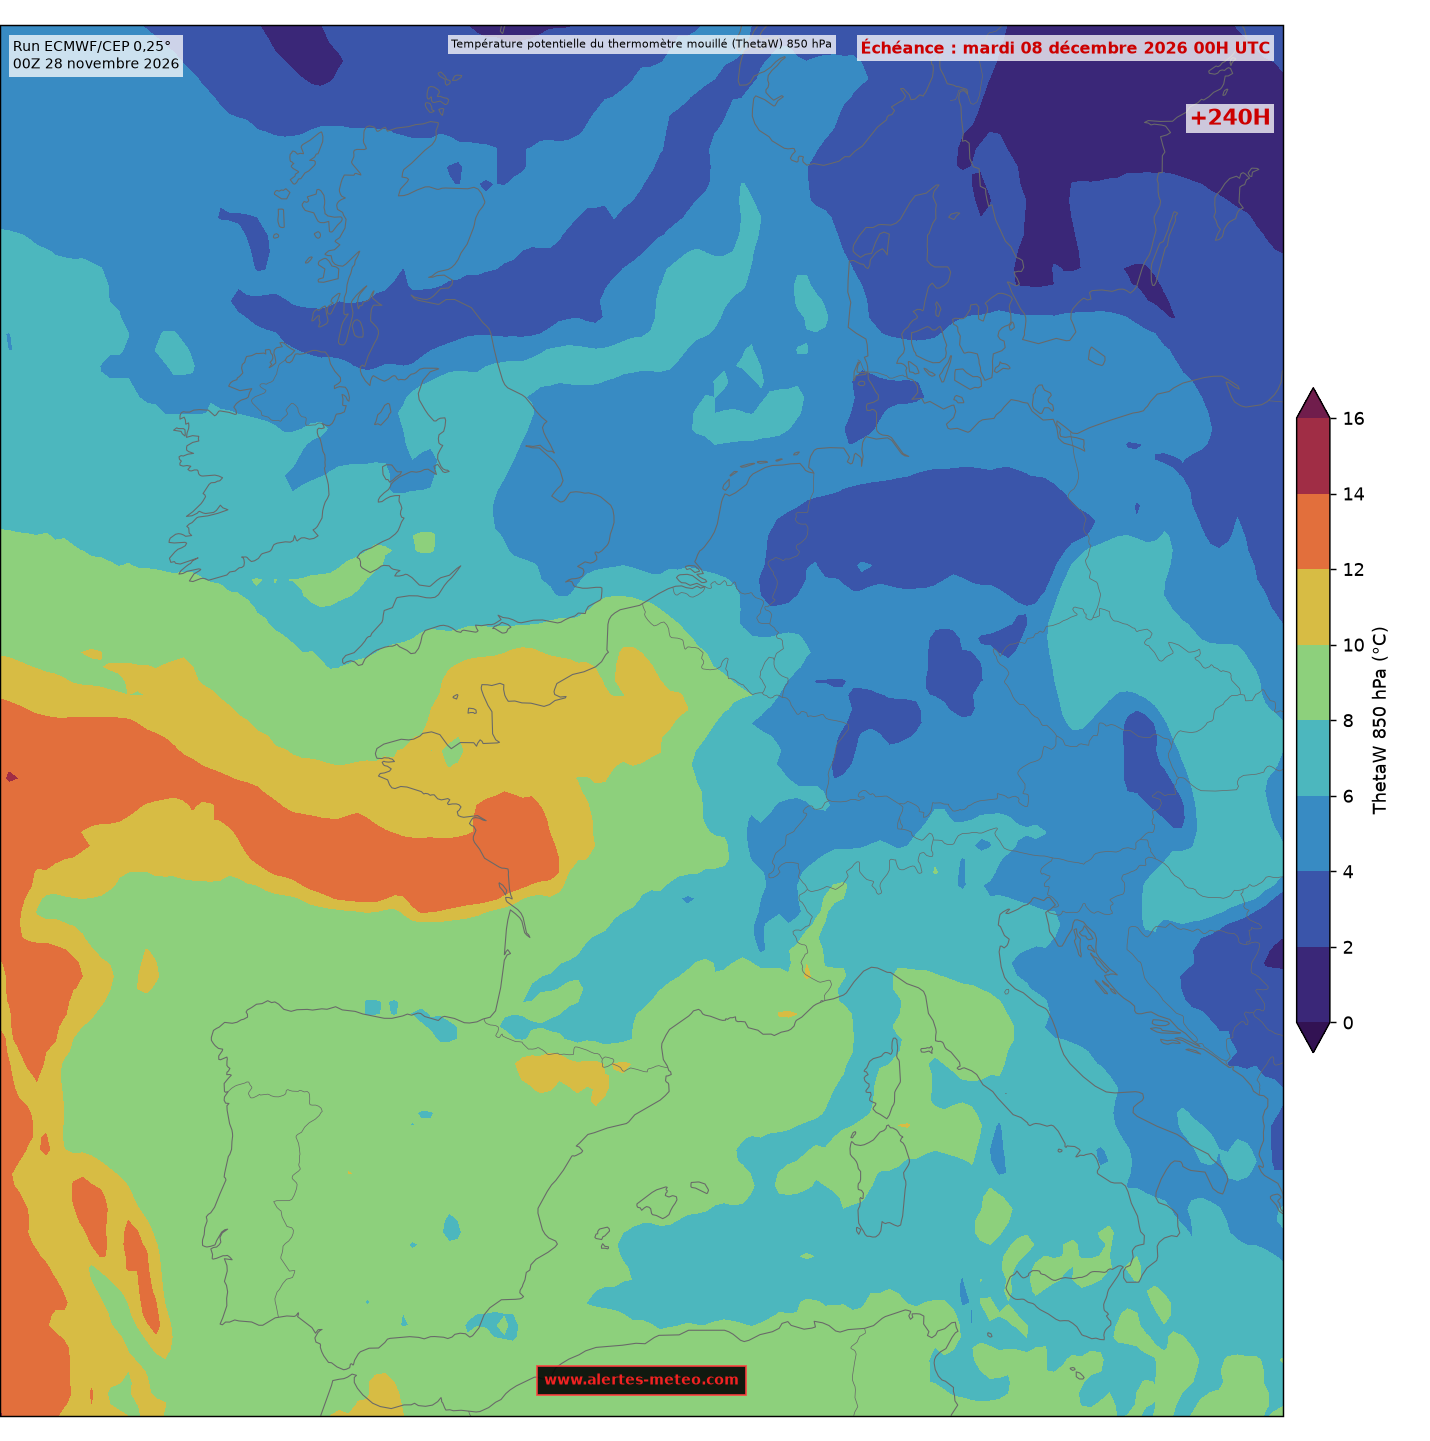 Run ECMWF/CEP 0,25°
00Z 28 novembre 2026
Température potentielle du thermomètre mouillé (ThetaW) 850 hPa
Échéance : mardi 08 décembre 2026 00H UTC
+240H
16
14
12
10
8
6
4
2
0
ThetaW 850 hPa (°C)
www.alertes-meteo.com